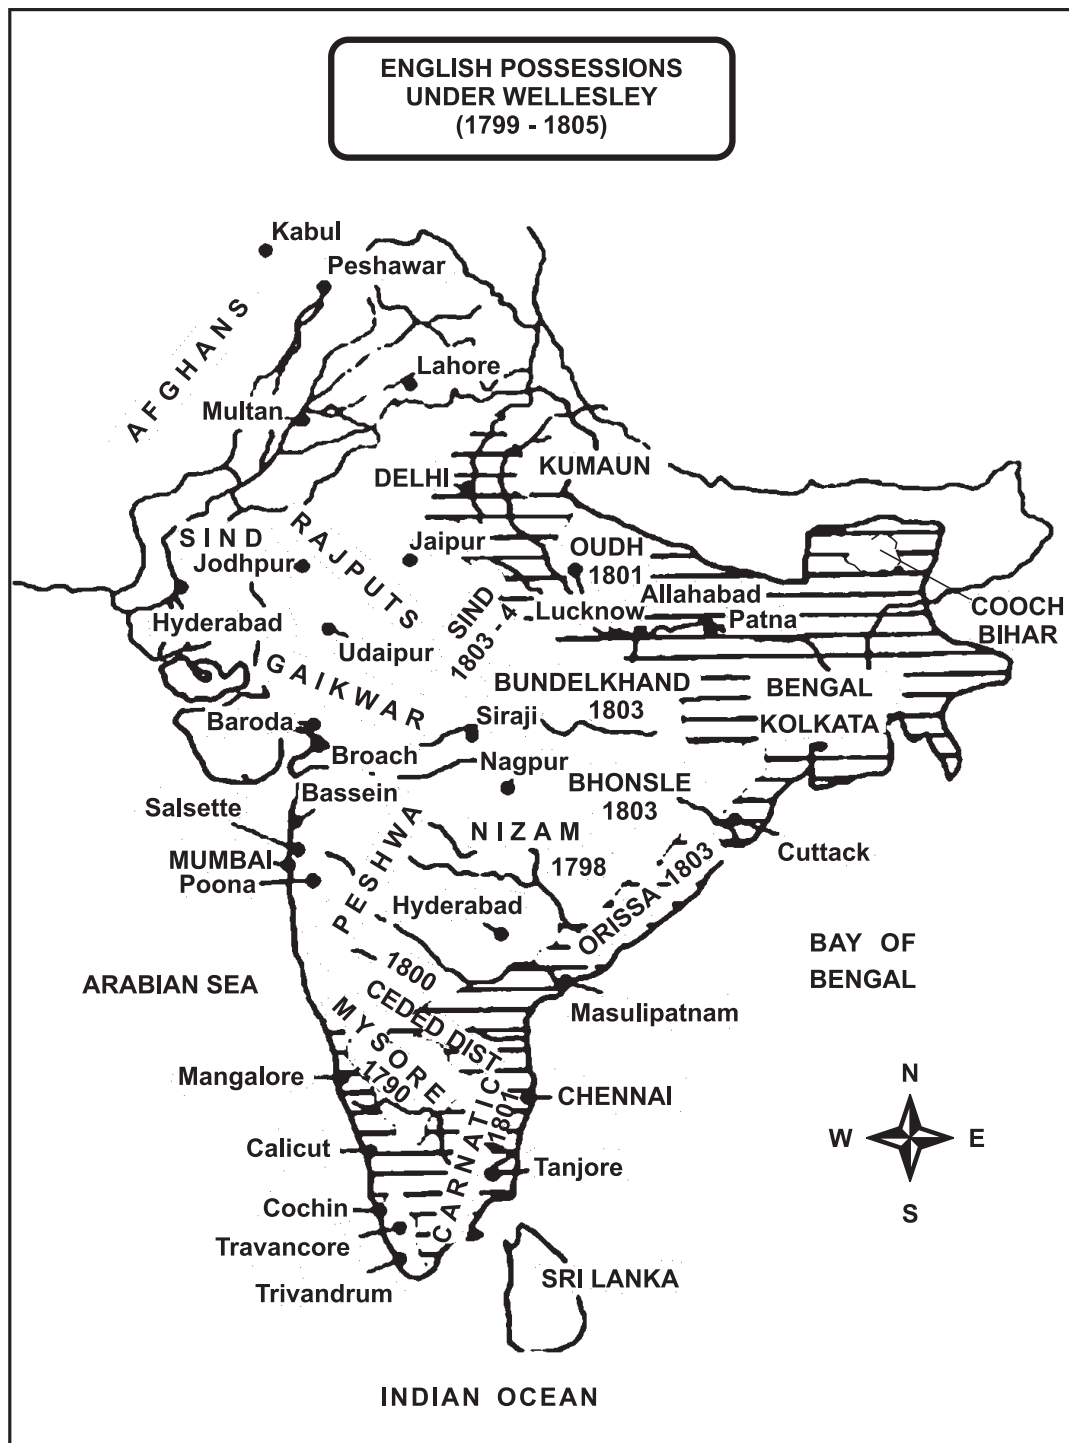 ENGLISH POSSESSIONS
UNDER WELLESLEY
(1799 - 1805)
Kabul
Peshawar
AFGHANS
Lahore
Multan
DELHI
KUMAUN
SIND
RAJPUTS
Jaipur
Jodhpur
OUDH
1801
SIND
1803 - 4
Lucknow
Allahabad
Patna
COOCH
BIHAR
Hyderabad
Udaipur
GAIKWAR
BUNDELKHAND
1803
BENGAL
KOLKATA
Siraji
Baroda
Broach
Nagpur
Bassein
BHONSLE
1803
Salsette
NIZAM
1798
PESHWA
Cuttack
MUMBAI
Poona
Hyderabad
ORISSA 1803
BAY OF
BENGAL
ARABIAN SEA
1800
CEDED DIST
Masulipatnam
MYSORE
1790
Mangalore
CHENNAI
CARNATIC
1801
Calicut
Tanjore
Cochin
Travancore
Trivandrum
SRI LANKA
N
W
E
S
INDIAN OCEAN